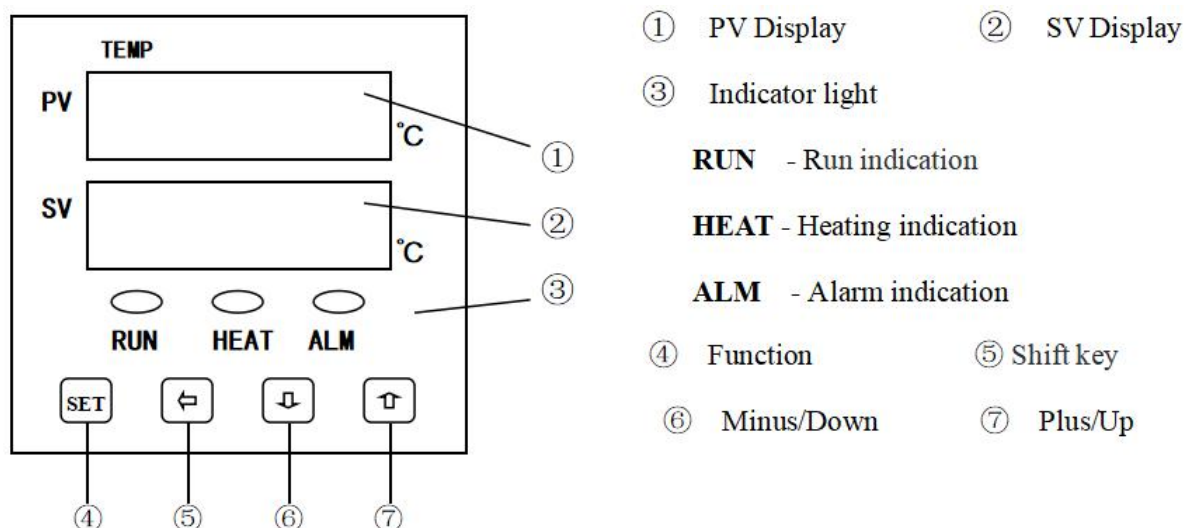 TEMP
PV
°C
①
SV
②
°C
③
RUN HEAT ALM
SET
④ ⑤ ⑥ ⑦
① PV Display ② SV Display
③ Indicator light
RUN - Run indication
HEAT - Heating indication
ALM - Alarm indication
④ Function ⑤ Shift key
⑥ Minus/Down ⑦ Plus/Up